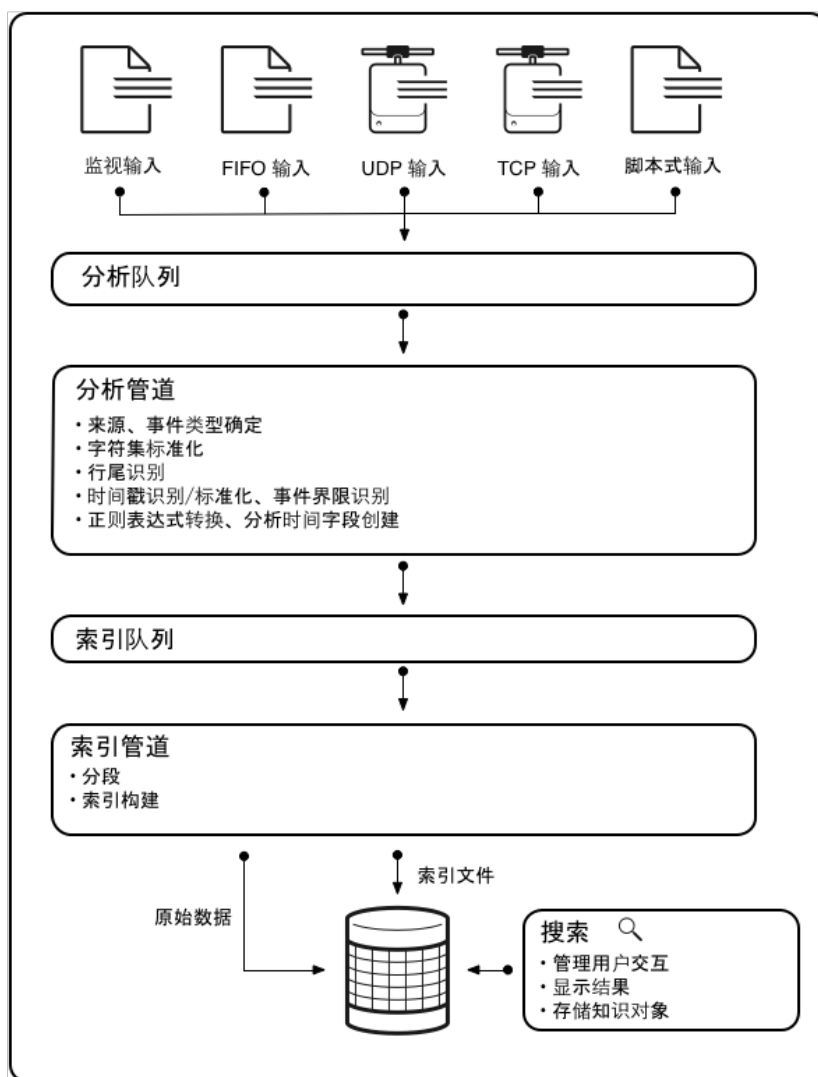 监视输入
FIFO 输入
UDP 输入
TCP 输入
脚本式输入
分析队列
分析管道
・来源、事件类型确定
・字符集标准化
・行尾识别
・时间戳识别/标准化、事件界限识别
・正则表达式转换、分析时间字段创建
索引队列
索引管道
・分段
・索引构建
索引文件
原始数据
搜索
・管理用户交互
・显示结果
・存储知识对象